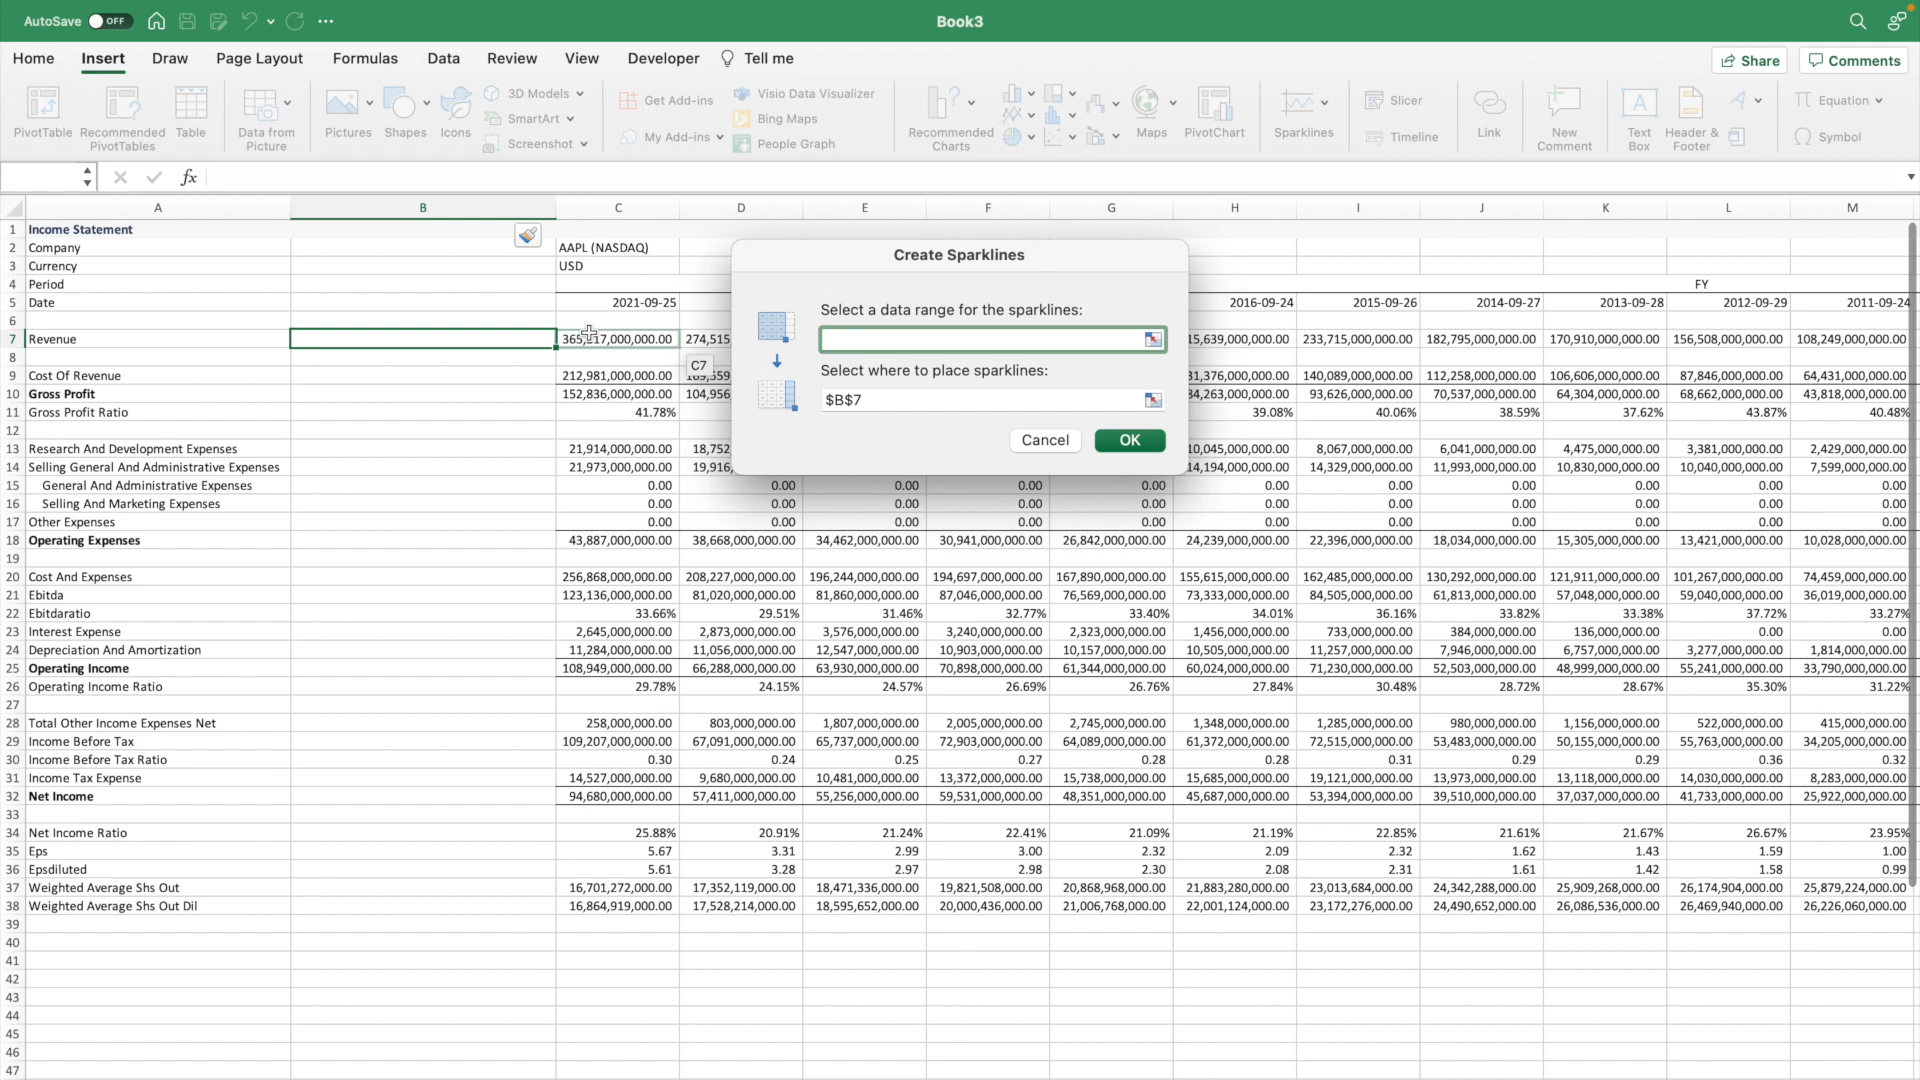 AutoSave OFF
Book3
Home Insert Draw Page Layout Formulas Data Review View Developer Tell me
Share Comments
PivotTable
Recommended PivotTables
Table
Data from Picture
Pictures
Shapes
Icons
3D Models
SmartArt
Screenshot
Get Add-ins
My Add-ins
Visio Data Visualizer
Bing Maps
People Graph
Recommended Charts
Maps
PivotChart
Sparklines
Slicer
Timeline
Link
New Comment
Text Box
Header & Footer
Equation
Symbol
fx
A B C D E F G H I J K L M
1 Income Statement
2 Company AAPL (NASDAQ)
3 Currency USD
4 Period FY
5 Date 2021-09-25 2016-09-24 2015-09-26 2014-09-27 2013-09-28 2012-09-29 2011-09-24
6
7 Revenue 274,515 15,639,000,000.00 233,715,000,000.00 182,795,000,000.00 170,910,000,000.00 156,508,000,000.00 108,249,000,000.00
8
C7
Create Sparklines
Select a data range for the sparklines:
Select where to place sparklines:
$B$7
Cancel OK
9 Cost Of Revenue 212,981,000,000.00 31,376,000,000.00 140,089,000,000.00 112,258,000,000.00 106,606,000,000.00 87,846,000,000.00 64,431,000,000.00
10 Gross Profit 152,836,000,000.00 104,956 84,263,000,000.00 93,626,000,000.00 70,537,000,000.00 64,304,000,000.00 68,662,000,000.00 43,818,000,000.00
11 Gross Profit Ratio 41.78% 39.08% 40.06% 38.59% 37.62% 43.87% 40.48%
12
13 Research And Development Expenses 21,914,000,000.00 18,752 10,045,000,000.00 8,067,000,000.00 6,041,000,000.00 4,475,000,000.00 3,381,000,000.00 2,429,000,000.00
14 Selling General And Administrative Expenses 21,973,000,000.00 19,916, 14,194,000,000.00 14,329,000,000.00 11,993,000,000.00 10,830,000,000.00 10,040,000,000.00 7,599,000,000.00
15 General And Administrative Expenses 0.00 0.00 0.00 0.00 0.00 0.00 0.00 0.00 0.00 0.00 0.00
16 Selling And Marketing Expenses 0.00 0.00 0.00 0.00 0.00 0.00 0.00 0.00 0.00 0.00 0.00
17 Other Expenses 0.00 0.00 0.00 0.00 0.00 0.00 0.00 0.00 0.00 0.00 0.00
18 Operating Expenses 43,887,000,000.00 38,668,000,000.00 34,462,000,000.00 30,941,000,000.00 26,842,000,000.00 24,239,000,000.00 22,396,000,000.00 18,034,000,000.00 15,305,000,000.00 13,421,000,000.00 10,028,000,000.00
19
20 Cost And Expenses 256,868,000,000.00 208,227,000,000.00 196,244,000,000.00 194,697,000,000.00 167,890,000,000.00 155,615,000,000.00 162,485,000,000.00 130,292,000,000.00 121,911,000,000.00 101,267,000,000.00 74,459,000,000.00
21 Ebitda 123,136,000,000.00 81,020,000,000.00 81,860,000,000.00 87,046,000,000.00 76,569,000,000.00 73,333,000,000.00 84,505,000,000.00 61,813,000,000.00 57,048,000,000.00 59,040,000,000.00 36,019,000,000.00
22 Ebitdaratio 33.66% 29.51% 31.46% 32.77% 33.40% 34.01% 36.16% 33.82% 33.38% 37.72% 33.27%
23 Interest Expense 2,645,000,000.00 2,873,000,000.00 3,576,000,000.00 3,240,000,000.00 2,323,000,000.00 1,456,000,000.00 733,000,000.00 384,000,000.00 136,000,000.00 0.00 0.00
24 Depreciation And Amortization 11,284,000,000.00 11,056,000,000.00 12,547,000,000.00 10,903,000,000.00 10,157,000,000.00 10,505,000,000.00 11,257,000,000.00 7,946,000,000.00 6,757,000,000.00 3,277,000,000.00 1,814,000,000.00
25 Operating Income 108,949,000,000.00 66,288,000,000.00 63,930,000,000.00 70,898,000,000.00 61,344,000,000.00 60,024,000,000.00 71,230,000,000.00 52,503,000,000.00 48,999,000,000.00 55,241,000,000.00 33,790,000,000.00
26 Operating Income Ratio 29.78% 24.15% 24.57% 26.69% 26.76% 27.84% 30.48% 28.72% 28.67% 35.30% 31.22%
27
28 Total Other Income Expenses Net 258,000,000.00 803,000,000.00 1,807,000,000.00 2,005,000,000.00 2,745,000,000.00 1,348,000,000.00 1,285,000,000.00 980,000,000.00 1,156,000,000.00 522,000,000.00 415,000,000.00
29 Income Before Tax 109,207,000,000.00 67,091,000,000.00 65,737,000,000.00 72,903,000,000.00 64,089,000,000.00 61,372,000,000.00 72,515,000,000.00 53,483,000,000.00 50,155,000,000.00 55,763,000,000.00 34,205,000,000.00
30 Income Before Tax Ratio 0.30 0.24 0.25 0.27 0.28 0.28 0.31 0.29 0.29 0.36 0.32
31 Income Tax Expense 14,527,000,000.00 9,680,000,000.00 10,481,000,000.00 13,372,000,000.00 15,738,000,000.00 15,685,000,000.00 19,121,000,000.00 13,973,000,000.00 13,118,000,000.00 14,030,000,000.00 8,283,000,000.00
32 Net Income 94,680,000,000.00 57,411,000,000.00 55,256,000,000.00 59,531,000,000.00 48,351,000,000.00 45,687,000,000.00 53,394,000,000.00 39,510,000,000.00 37,037,000,000.00 41,733,000,000.00 25,922,000,000.00
33
34 Net Income Ratio 25.88% 20.91% 21.24% 22.41% 21.09% 21.19% 22.85% 21.61% 21.67% 26.67% 23.95%
35 Eps 5.67 3.31 2.99 3.00 2.32 2.09 2.32 1.62 1.43 1.59 1.00
36 Epsdiluted 5.61 3.28 2.97 2.98 2.30 2.08 2.31 1.61 1.42 1.58 0.99
37 Weighted Average Shs Out 16,701,272,000.00 17,352,119,000.00 18,471,336,000.00 19,821,508,000.00 20,868,968,000.00 21,883,280,000.00 23,013,684,000.00 24,342,288,000.00 25,909,268,000.00 26,174,904,000.00 25,879,224,000.00
38 Weighted Average Shs Out Dil 16,864,919,000.00 17,528,214,000.00 18,595,652,000.00 20,000,436,000.00 21,006,768,000.00 22,001,124,000.00 23,172,276,000.00 24,490,652,000.00 26,086,536,000.00 26,469,940,000.00 26,226,060,000.00
39
40
41
42
43
44
45
46
47